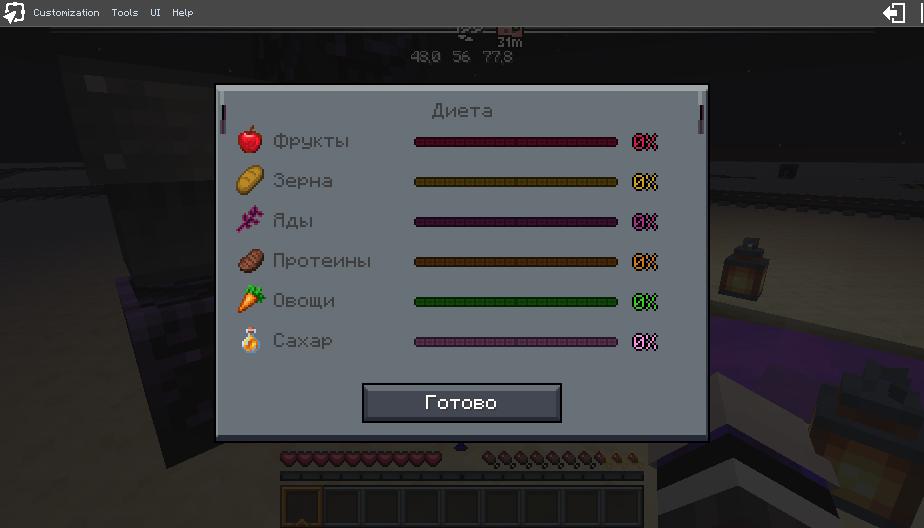 Customization Tools UI Help
31m
48,0 56 77,8
Диета
Фрукты 0%
Зерна 0%
Яды 0%
Протеины 0%
Овощи 0%
Сахар 0%
Готово